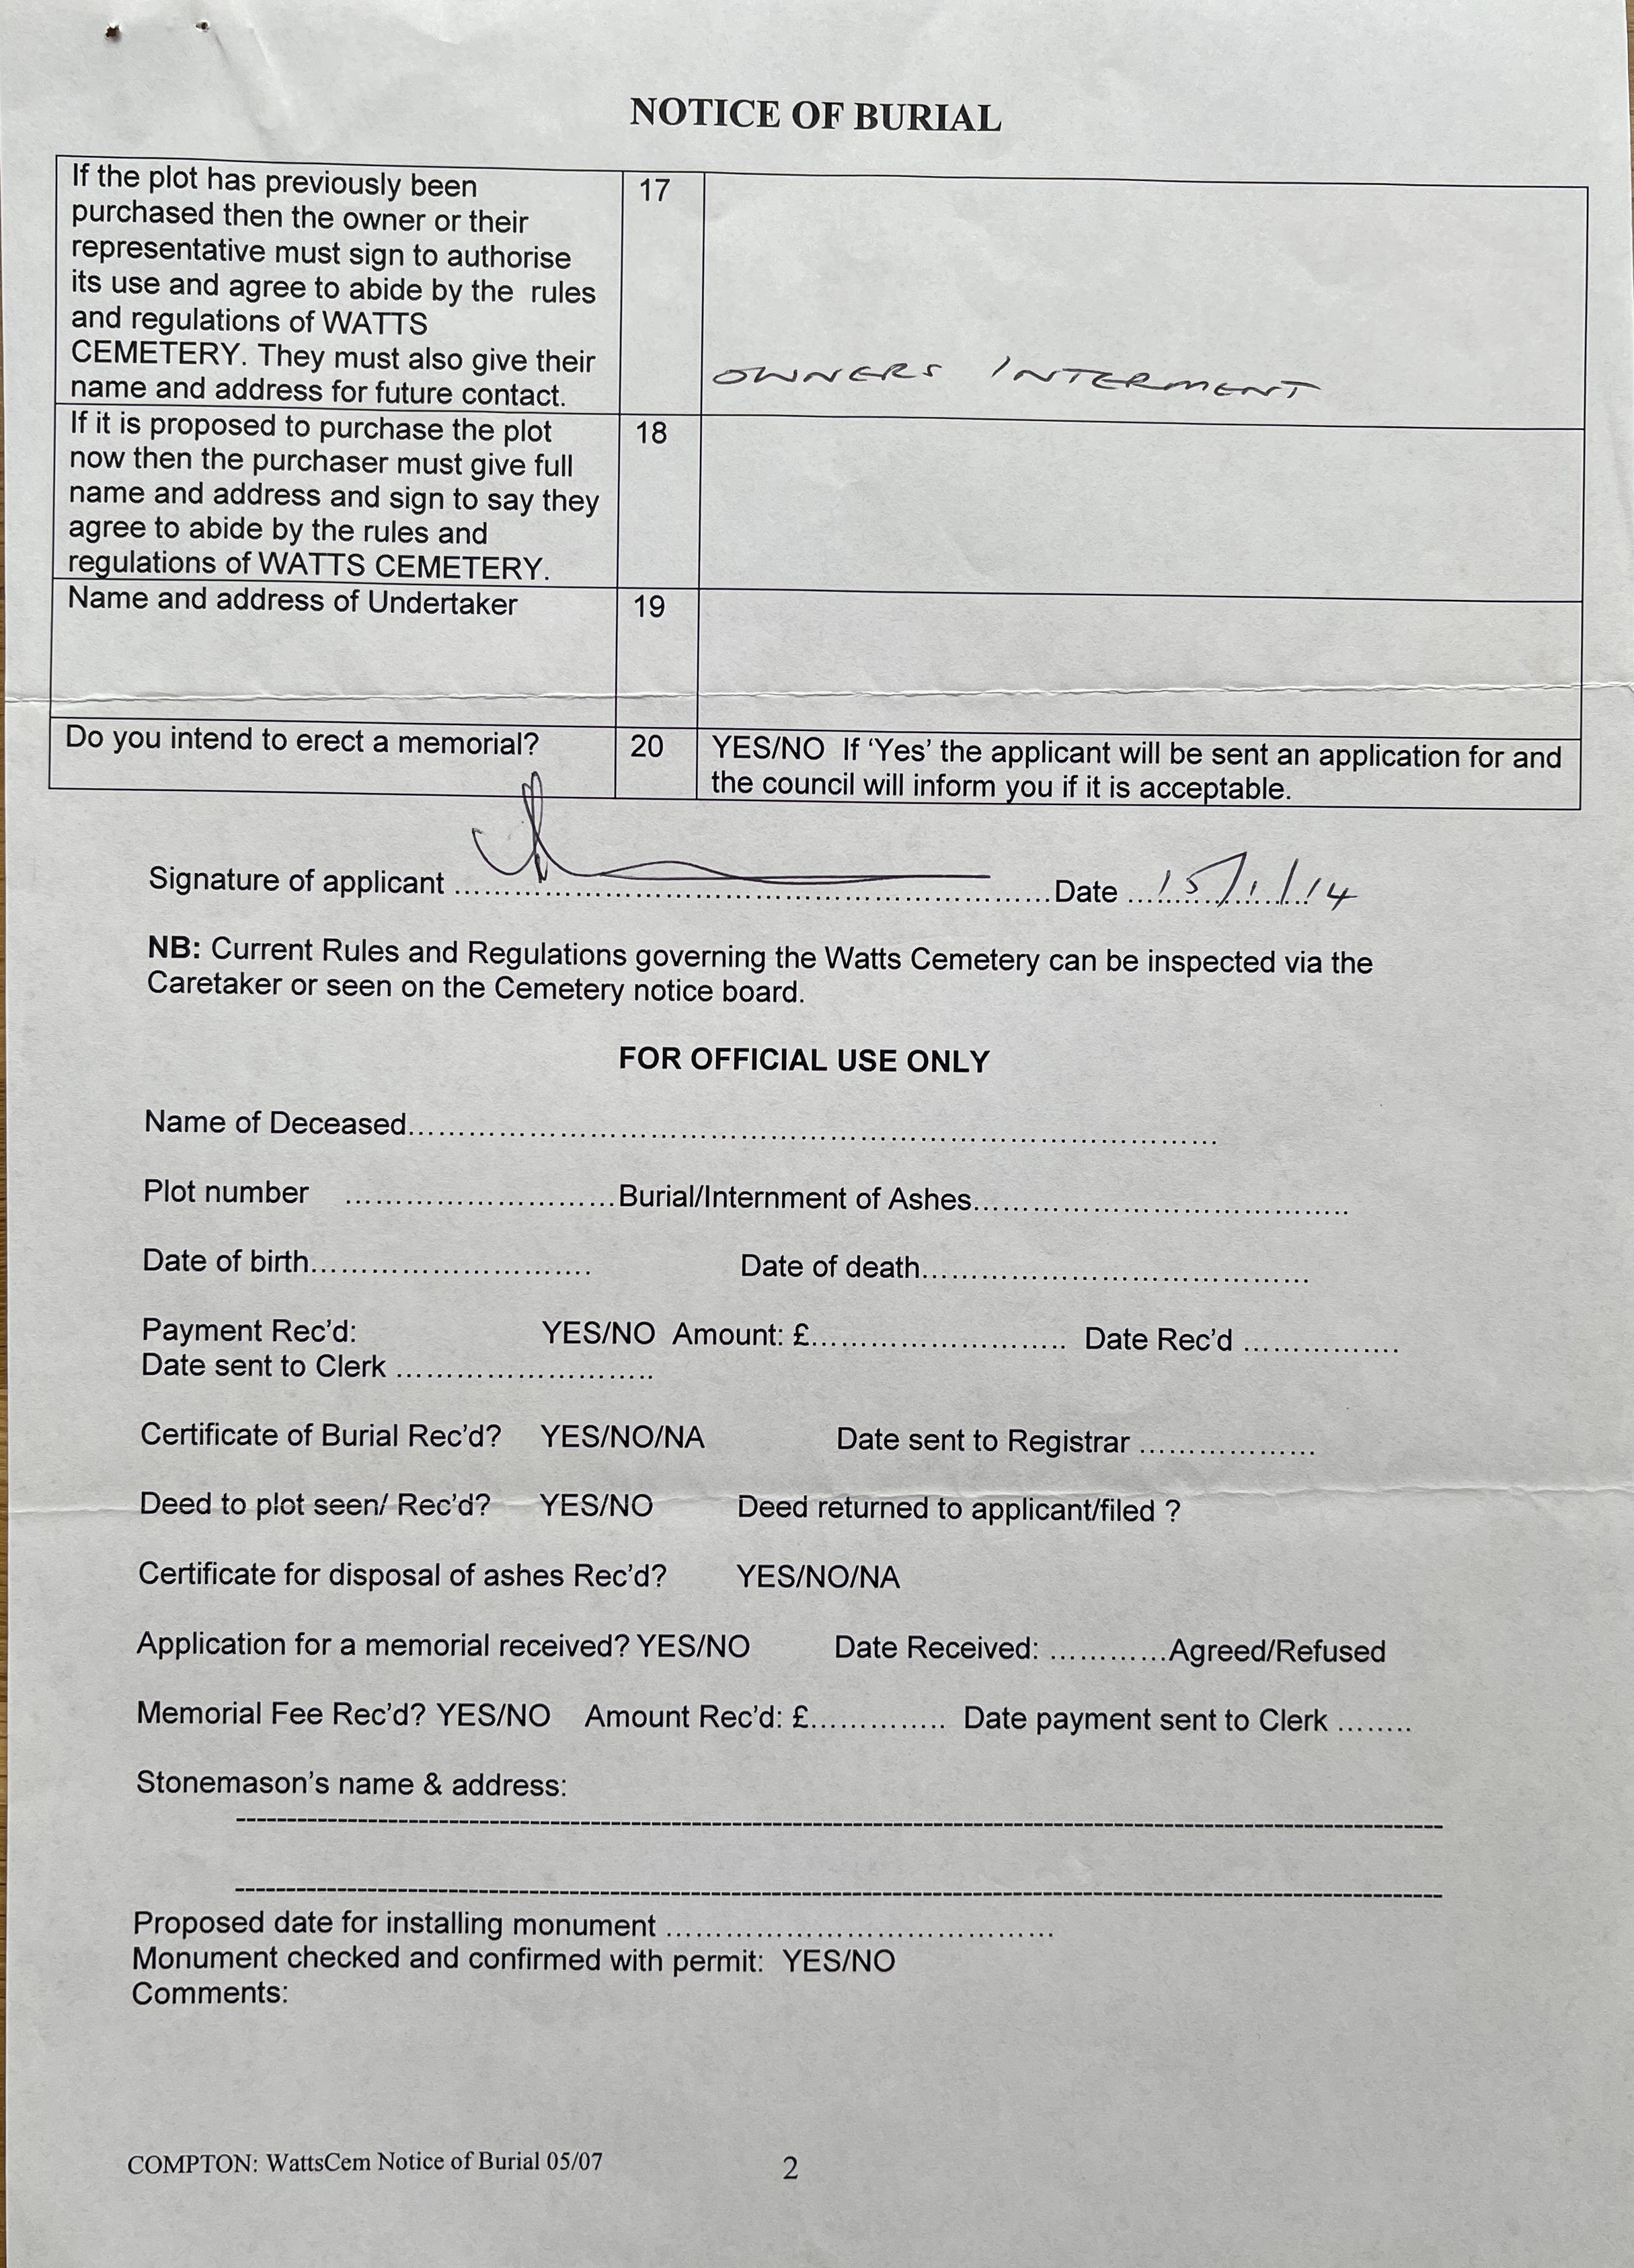 NOTICE OF BURIAL
If the plot has previously been
purchased then the owner or their
representative must sign to authorise
its use and agree to abide by the rules
and regulations of WATTS
CEMETERY. They must also give their
name and address for future contact.
17
OWNERS INTERMENT
If it is proposed to purchase the plot
now then the purchaser must give full
name and address and sign to say they
agree to abide by the rules and
regulations of WATTS CEMETERY.
18
Name and address of Undertaker
19
Do you intend to erect a memorial?
20
YES/NO If ‘Yes’ the applicant will be sent an application for and
the council will inform you if it is acceptable.
Signature of applicant ............................................................Date 15/1/14
NB: Current Rules and Regulations governing the Watts Cemetery can be inspected via the
Caretaker or seen on the Cemetery notice board.
FOR OFFICIAL USE ONLY
Name of Deceased................................................................................
Plot number ...........................Burial/Internment of Ashes.....................................
Date of birth............................ Date of death.......................................
Payment Rec’d: YES/NO Amount: £......................... Date Rec’d ...............
Date sent to Clerk .........................
Certificate of Burial Rec’d? YES/NO/NA Date sent to Registrar .................
Deed to plot seen/ Rec’d? YES/NO Deed returned to applicant/filed ?
Certificate for disposal of ashes Rec’d? YES/NO/NA
Application for a memorial received? YES/NO Date Received: ............Agreed/Refused
Memorial Fee Rec’d? YES/NO Amount Rec’d: £.............. Date payment sent to Clerk ........
Stonemason’s name & address:
Proposed date for installing monument .......................................
Monument checked and confirmed with permit: YES/NO
Comments:
COMPTON: WattsCem Notice of Burial 05/07
2